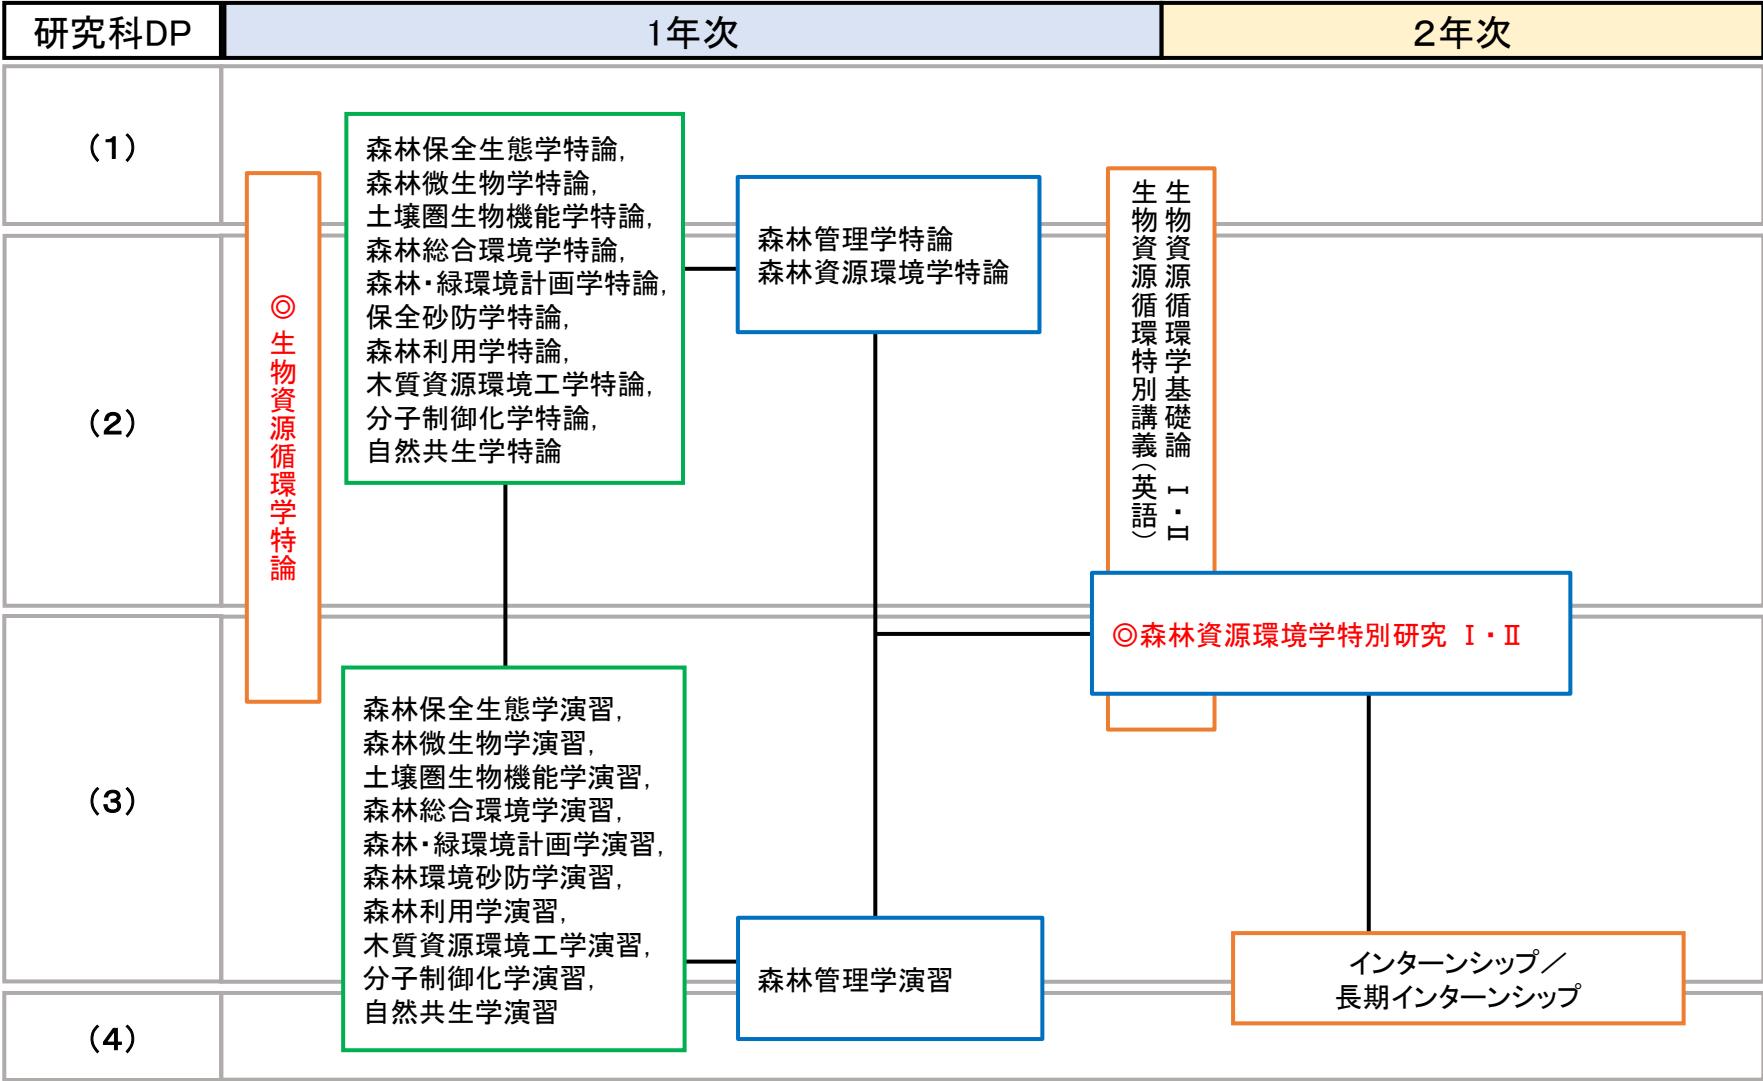 研究科DP
1年次
2年次
(1)
(2)
(3)
(4)
◎生物資源循環学特論
森林保全生態学特論,
森林微生物学特論,
土壌圏生物機能学特論,
森林総合環境学特論,
森林・緑環境計画学特論,
保全砂防学特論,
森林利用学特論,
木質資源環境工学特論,
分子制御化学特論,
自然共生学特論
森林管理学特論
森林資源環境学特論
生物資源循環学基礎論 Ⅰ・Ⅱ
生物資源循環特別講義(英語)
◎森林資源環境学特別研究 Ⅰ・Ⅱ
森林保全生態学演習,
森林微生物学演習,
土壌圏生物機能学演習,
森林総合環境学演習,
森林・緑環境計画学演習,
森林環境砂防学演習,
森林利用学演習,
木質資源環境工学演習,
分子制御化学演習,
自然共生学演習
森林管理学演習
インターンシップ/
長期インターンシップ